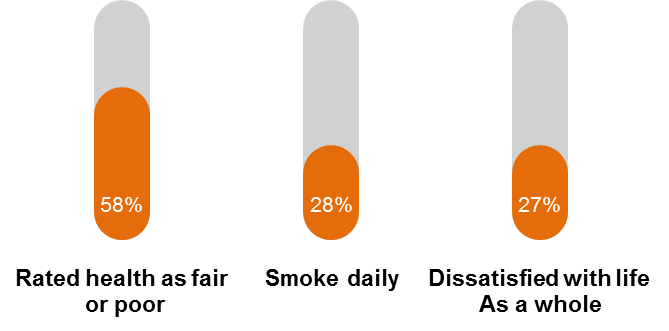 58%
28%
27%
Rated health as fair
or poor
Smoke daily
Dissatisfied with life
As a whole